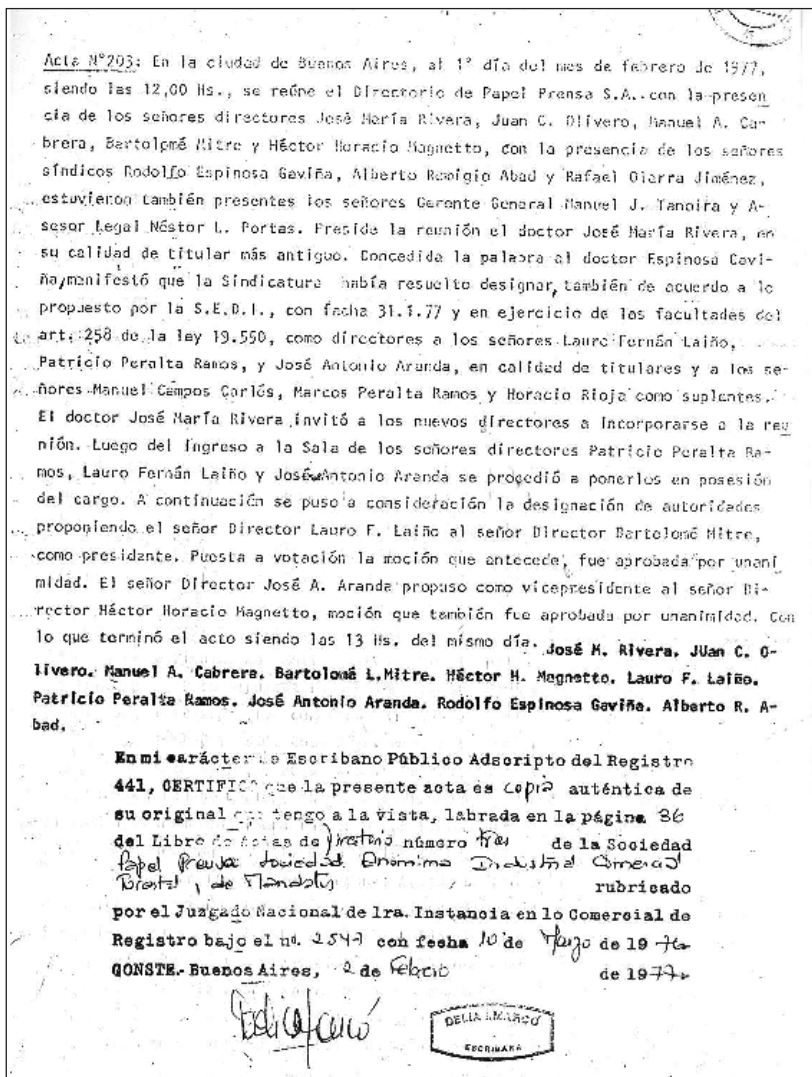 Acta N°203: En la ciudad de Buenos Aires, al 1° día del mes de febrero de 1977,
siendo las 12,00 Hs., se reúne el Directorio de Papel Prensa S.A. con la presen
cia de los señores directores José María Rivera, Juan C. Olivero, Manuel A. Ca-
brera, Bartolomé Mitre y Héctor Horacio Magnetto, con la presencia de los señores
síndicos Rodolfo Espinosa Gaviña, Alberto Remigio Abad y Rafael Olarra Jiménez,
estuvieron también presentes los señores Gerente General Manuel J. Tanoira y A-
sesor Legal Néstor L. Portas. Preside la reunión el doctor José María Rivera, en
su calidad de titular más antiguo. Concedida la palabra al doctor Espinosa Gavi-
ña,manifestó que la Sindicatura había resuelto designar, también de acuerdo a lo
propuesto por la S.E.D.I., con fecha 31.1.77 y en ejercicio de las facultades del
art. 258 de la ley 19.550, como directores a los señores Lauro Fernán Laiño,
Patricio Peralta Ramos, y José Antonio Aranda, en calidad de titulares y a los se-
ñores Manuel Campos Carlés, Marcos Peralta Ramos y Horacio Rioja como suplentes.
El doctor José María Rivera invitó a los nuevos directores a incorporarse a la reu
nión. Luego del ingreso a la Sala de los señores directores Patricio Peralta Ra-
mos, Lauro Fernán Laiño y José Antonio Aranda se procedió a ponerlos en posesión
del cargo. A continuación se puso a consideración la designación de autoridades
proponiendo el señor Director Lauro F. Laiño al señor Director Bartolomé Mitre,
como presidente. Puesta a votación la moción que antecede, fue aprobada por unani
midad. El señor Director José A. Aranda propuso como vicepresidente al señor Di-
rector Héctor Horacio Magnetto, moción que también fue aprobada por unanimidad. Con
lo que terminó el acto siendo las 13 Hs. del mismo día. José M. Rivera. JUan C. O-
livero. Manuel A. Cabrera. Bartolomé L.Mitre. Héctor H. Magnetto. Lauro F. Laiño.
Patricio Peralta Ramos. José Antonio Aranda. Rodolfo Espinosa Gaviña. Alberto R. A-
bad.
En mi carácter de Escribano Público Adscripto del Registro
441, CERTIFICO que la presente acta es copia auténtica de
su original que tengo a la vista, labrada en la página 36
del Libro de Actas de Directorio número tres de la Sociedad
Papel Prensa Sociedad Anónima Industrial Comercial
Forestal y de Mandatos rubricado
por el Juzgado Nacional de 1ra. Instancia en lo Comercial de
Registro bajo el nº. 2547 con fecha 10 de Marzo de 1976
CONSTE.- Buenos Aires, 2 de Febrero de 1977.
ESCRIBANA